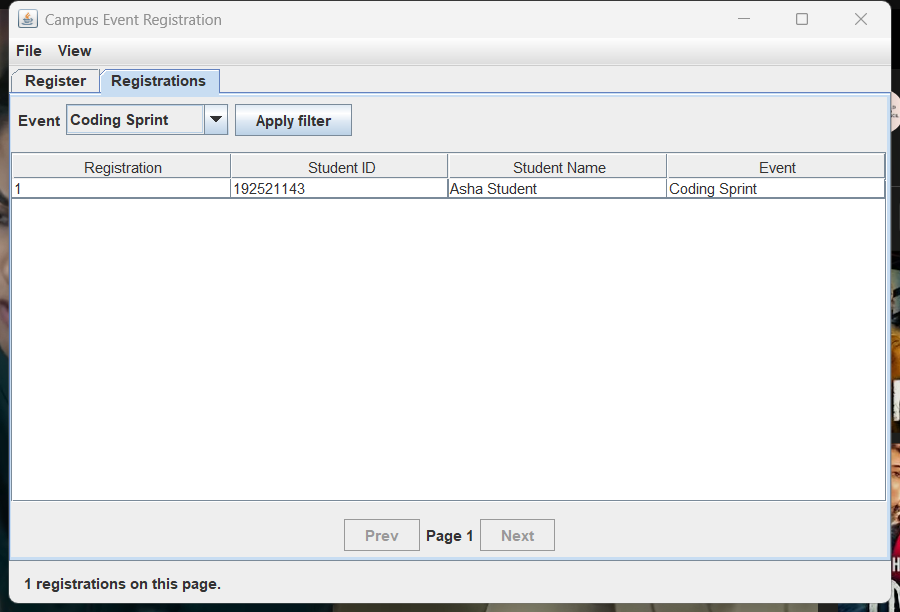 Campus Event Registration
File View
Register Registrations
Event Coding Sprint Apply filter
Registration Student ID Student Name Event
1 192521143 Asha Student Coding Sprint
Prev Page 1 Next
1 registrations on this page.